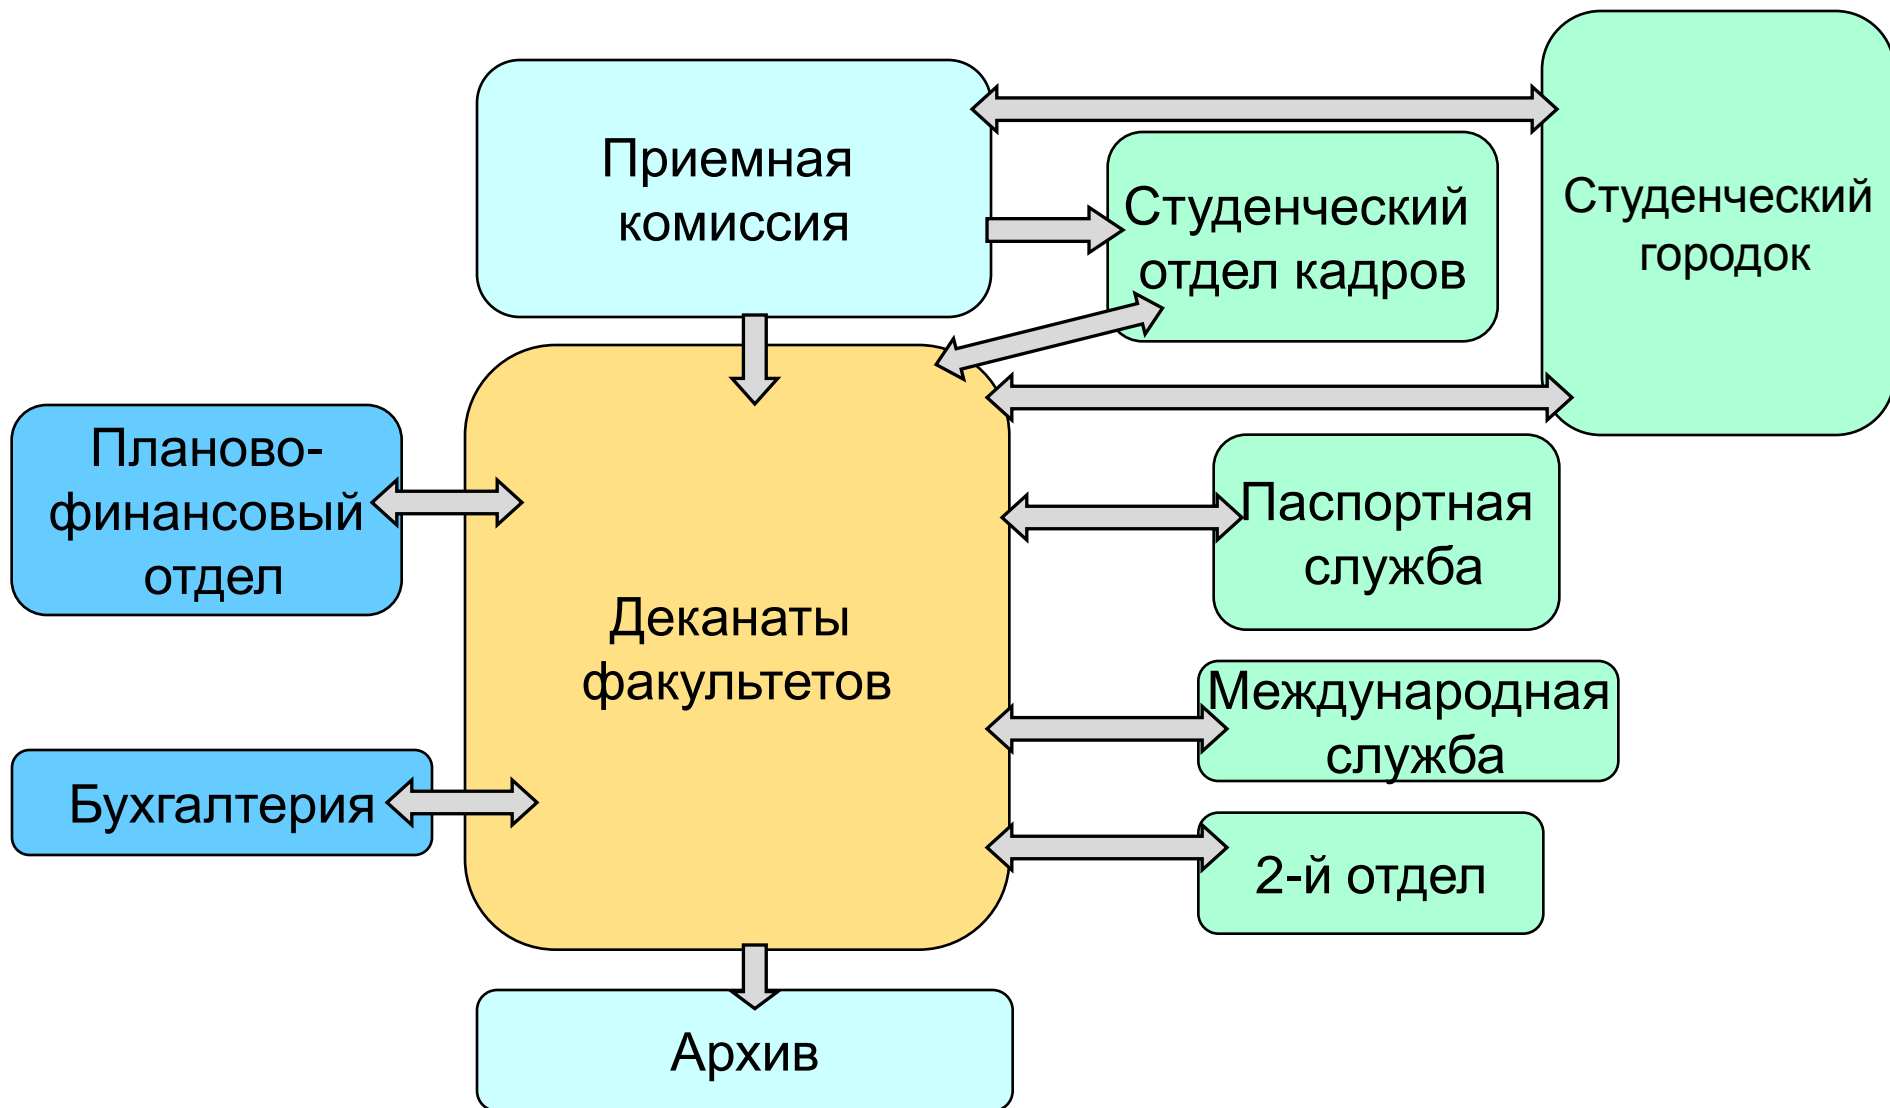 Приемная
комиссия
Студенческий
отдел кадров
Студенческий
городок
Планово-
финансовый
отдел
Деканаты
факультетов
Паспортная
служба
Международная
служба
Бухгалтерия
2-й отдел
Архив